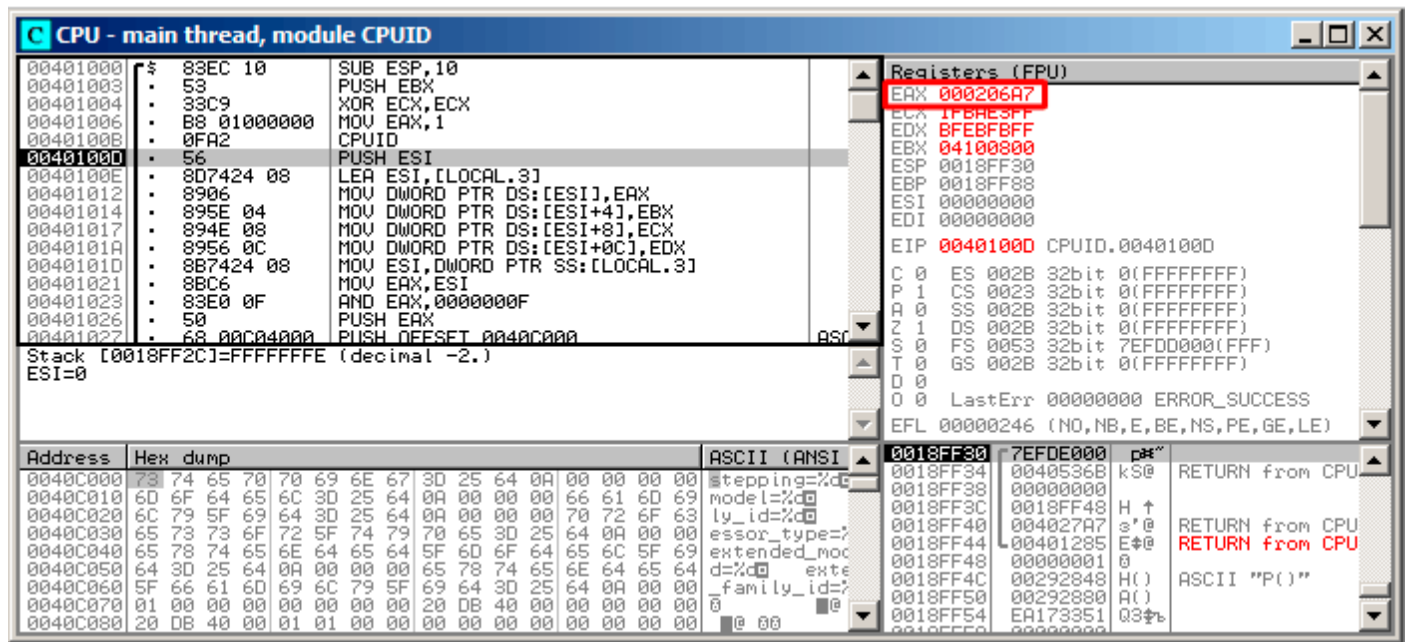 C CPU - main thread, module CPUID
00401000 $ 83EC 10 SUB ESP,10
00401003 . 53 PUSH EBX
00401004 . 33C9 XOR ECX,ECX
00401006 . B8 01000000 MOV EAX,1
0040100B . 0FA2 CPUID
0040100D . 56 PUSH ESI
0040100E . 8D7424 08 LEA ESI,[LOCAL.3]
00401012 . 8906 MOV DWORD PTR DS:[ESI],EAX
00401014 . 895E 04 MOV DWORD PTR DS:[ESI+4],EBX
00401017 . 894E 08 MOV DWORD PTR DS:[ESI+8],ECX
0040101A . 8956 0C MOV DWORD PTR DS:[ESI+0C],EDX
0040101D . 8B7424 08 MOV ESI,DWORD PTR SS:[LOCAL.3]
00401021 . 8BC6 MOV EAX,ESI
00401023 . 83E0 0F AND EAX,0000000F
00401026 . 50 PUSH EAX
00401027 . 68 00C04000 PUSH OFFSET 0040C000 ASC
Stack [0018FF2C]=FFFFFFFE (decimal -2.)
ESI=0
Registers (FPU)
EAX 000206A7
ECX 1FBAE3FF
EDX BFEBFBFF
EBX 04100800
ESP 0018FF30
EBP 0018FF88
ESI 00000000
EDI 00000000
EIP 0040100D CPUID.0040100D
C 0 ES 002B 32bit 0(FFFFFFFF)
P 1 CS 0023 32bit 0(FFFFFFFF)
A 0 SS 002B 32bit 0(FFFFFFFF)
Z 1 DS 002B 32bit 0(FFFFFFFF)
S 0 FS 0053 32bit 7EFDD000(FFF)
T 0 GS 002B 32bit 0(FFFFFFFF)
D 0
O 0 LastErr 00000000 ERROR_SUCCESS
EFL 00000246 (NO,NB,E,BE,NS,PE,GE,LE)
Address Hex dump ASCII (ANSI
0040C000 73 74 65 70 70 69 6E 67 3D 25 64 0A 00 00 00 00 stepping=%d
0040C010 6D 6F 64 65 6C 3D 25 64 0A 00 00 00 66 61 6D 69 model=%d
0040C020 6C 79 5F 69 64 3D 25 64 0A 00 00 00 70 72 6F 63 ly_id=%d
0040C030 65 73 73 6F 72 5F 74 79 70 65 3D 25 64 0A 00 00 essor_type=%
0040C040 65 78 74 65 6E 64 65 64 5F 6D 6F 64 65 6C 5F 69 extended_mod
0040C050 64 3D 25 64 0A 00 00 00 65 78 74 65 6E 64 65 64 d=%d exte
0040C060 5F 66 61 6D 69 6C 79 5F 69 64 3D 25 64 0A 00 00 _family_id=%
0040C070 01 00 00 00 00 00 00 00 20 DB 40 00 00 00 00 00 @
0040C080 20 DB 40 00 01 01 00 00 00 00 00 00 00 00 00 00 @
0018FF30 7EFDE000
0018FF34 0040536B kS@ RETURN from CPU
0018FF38 00000000
0018FF3C 0018FF48 H ↑
0018FF40 004027A7 @ RETURN from CPU
0018FF44 00401285 @ RETURN from CPU
0018FF48 00000001
0018FF4C 00292848 H() ASCII "P()"
0018FF50 00292880 A()
0018FF54 EA173351 Q3